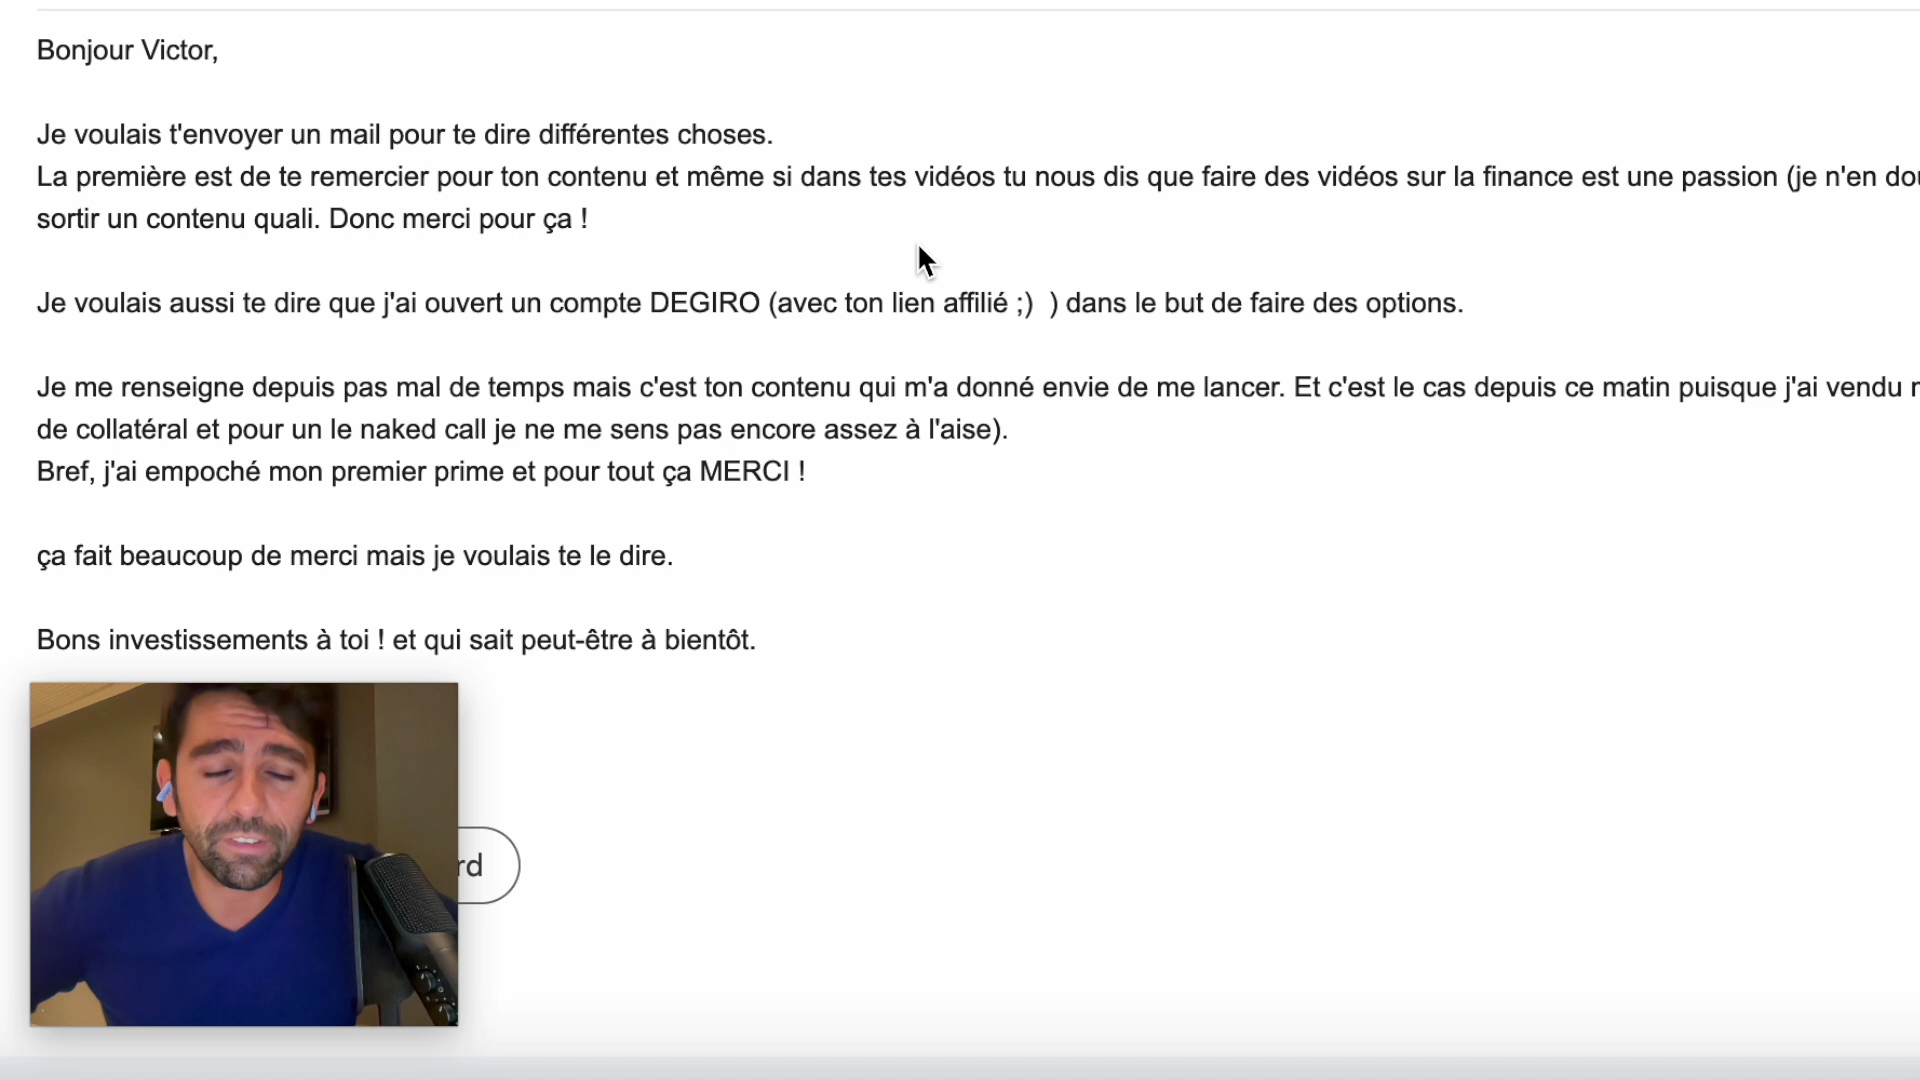 Bonjour Victor,
Je voulais t'envoyer un mail pour te dire différentes choses.
La première est de te remercier pour ton contenu et même si dans tes vidéos tu nous dis que faire des vidéos sur la finance est une passion (je n'en
sortir un contenu quali. Donc merci pour ça !
Je voulais aussi te dire que j'ai ouvert un compte DEGIRO (avec ton lien affilié ;)  ) dans le but de faire des options.
Je me renseigne depuis pas mal de temps mais c'est ton contenu qui m'a donné envie de me lancer. Et c'est le cas depuis ce matin puisque j'ai vendu
de collatéral et pour un le naked call je ne me sens pas encore assez à l'aise).
Bref, j'ai empoché mon premier prime et pour tout ça MERCI !
ça fait beaucoup de merci mais je voulais te le dire.
Bons investissements à toi ! et qui sait peut-être à bientôt.
rd